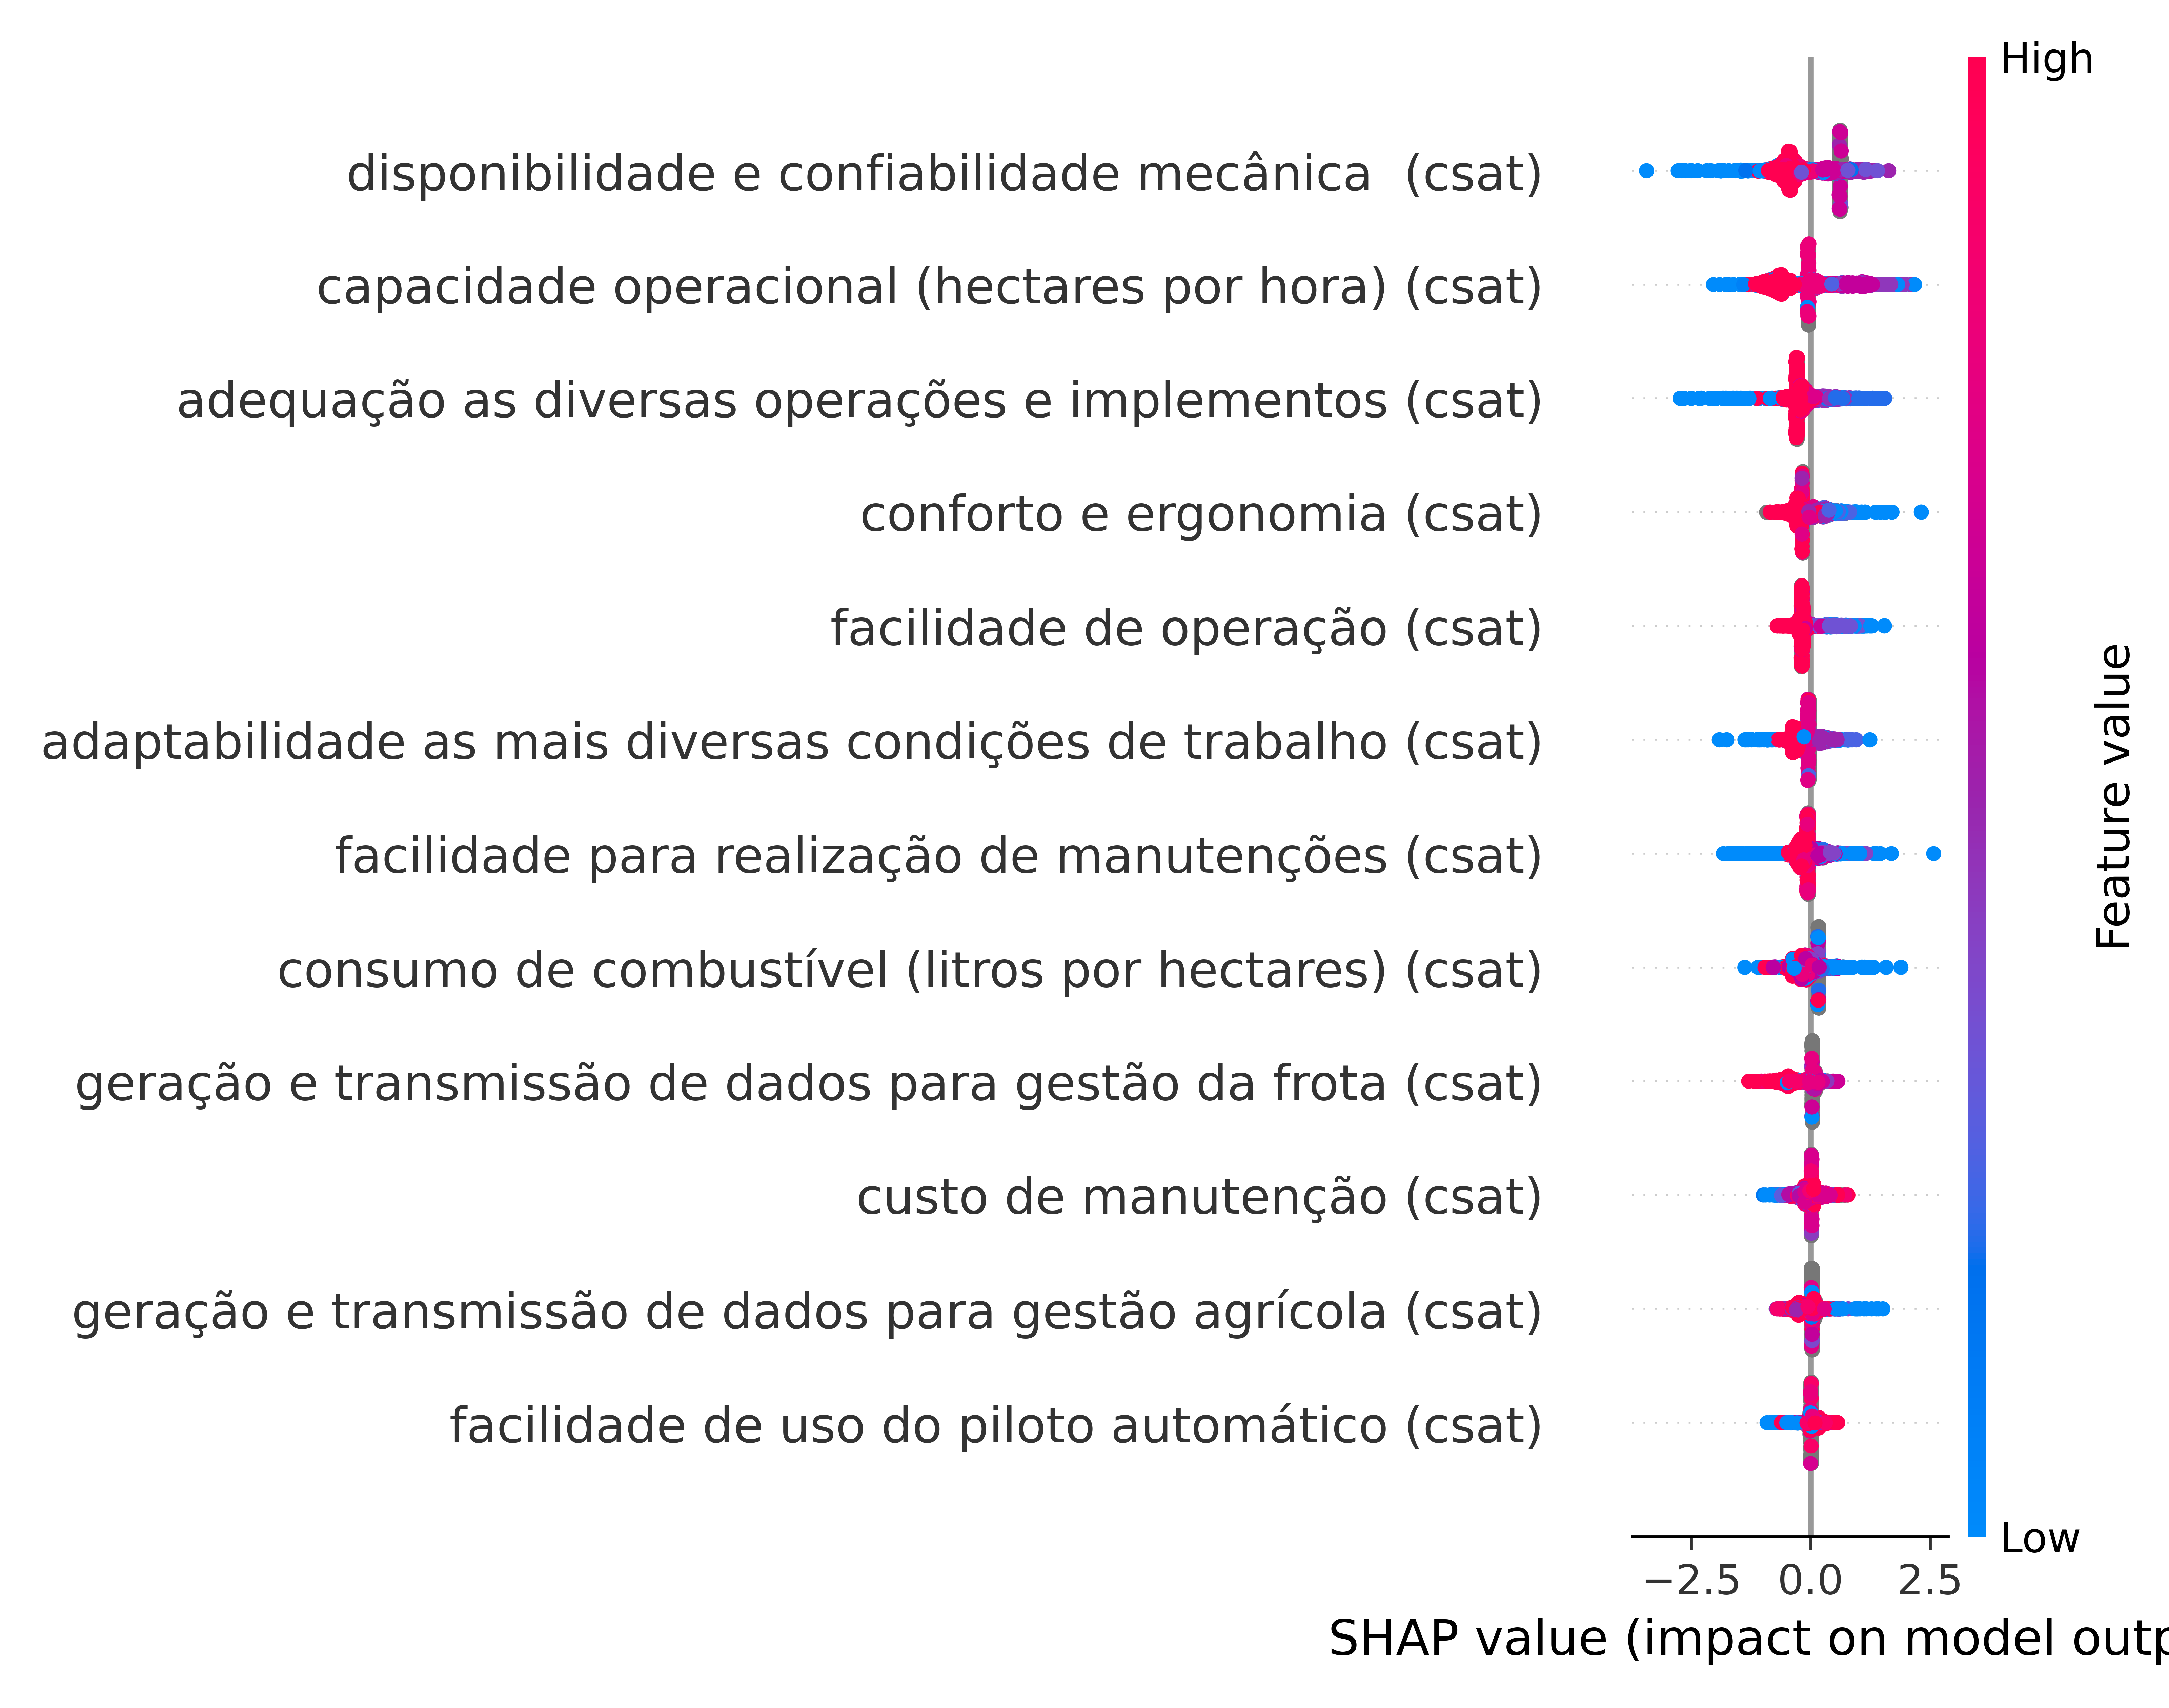 High
disponibilidade e confiabilidade mecânica  (csat)
capacidade operacional (hectares por hora) (csat)
adequação as diversas operações e implementos (csat)
conforto e ergonomia (csat)
facilidade de operação (csat)
adaptabilidade as mais diversas condições de trabalho (csat)
facilidade para realização de manutenções (csat)
consumo de combustível (litros por hectares) (csat)
geração e transmissão de dados para gestão da frota (csat)
custo de manutenção (csat)
geração e transmissão de dados para gestão agrícola (csat)
facilidade de uso do piloto automático (csat)
Feature value
Low
−2.5 0.0 2.5
SHAP value (impact on model outp